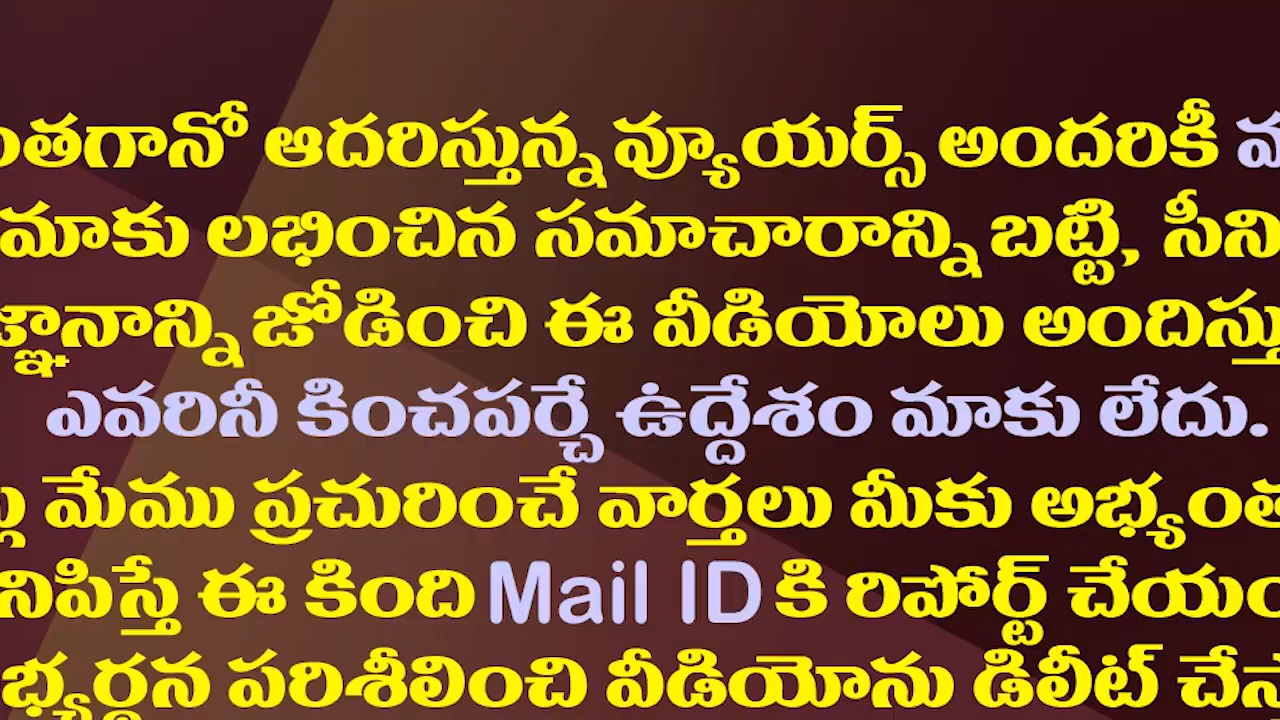 ంతగానో ఆదరిస్తున్న వ్యూయర్స్ అందరికీ
మాకు లభించిన సమాచారాన్ని బట్టి, సీని
జ్ఞానాన్ని జోడించి ఈ వీడియోలు అందిస్తు
ఎవరినీ కించపర్చే ఉద్దేశం మాకు లేదు.
మేము ప్రచురించే వార్తలు మీకు అభ్యంత
నిపిస్తే ఈ కింది Mail ID కి రిపోర్ట్ చేయం
భ్యర్థన పరిశీలించి వీడియోను డిలీట్ చేస